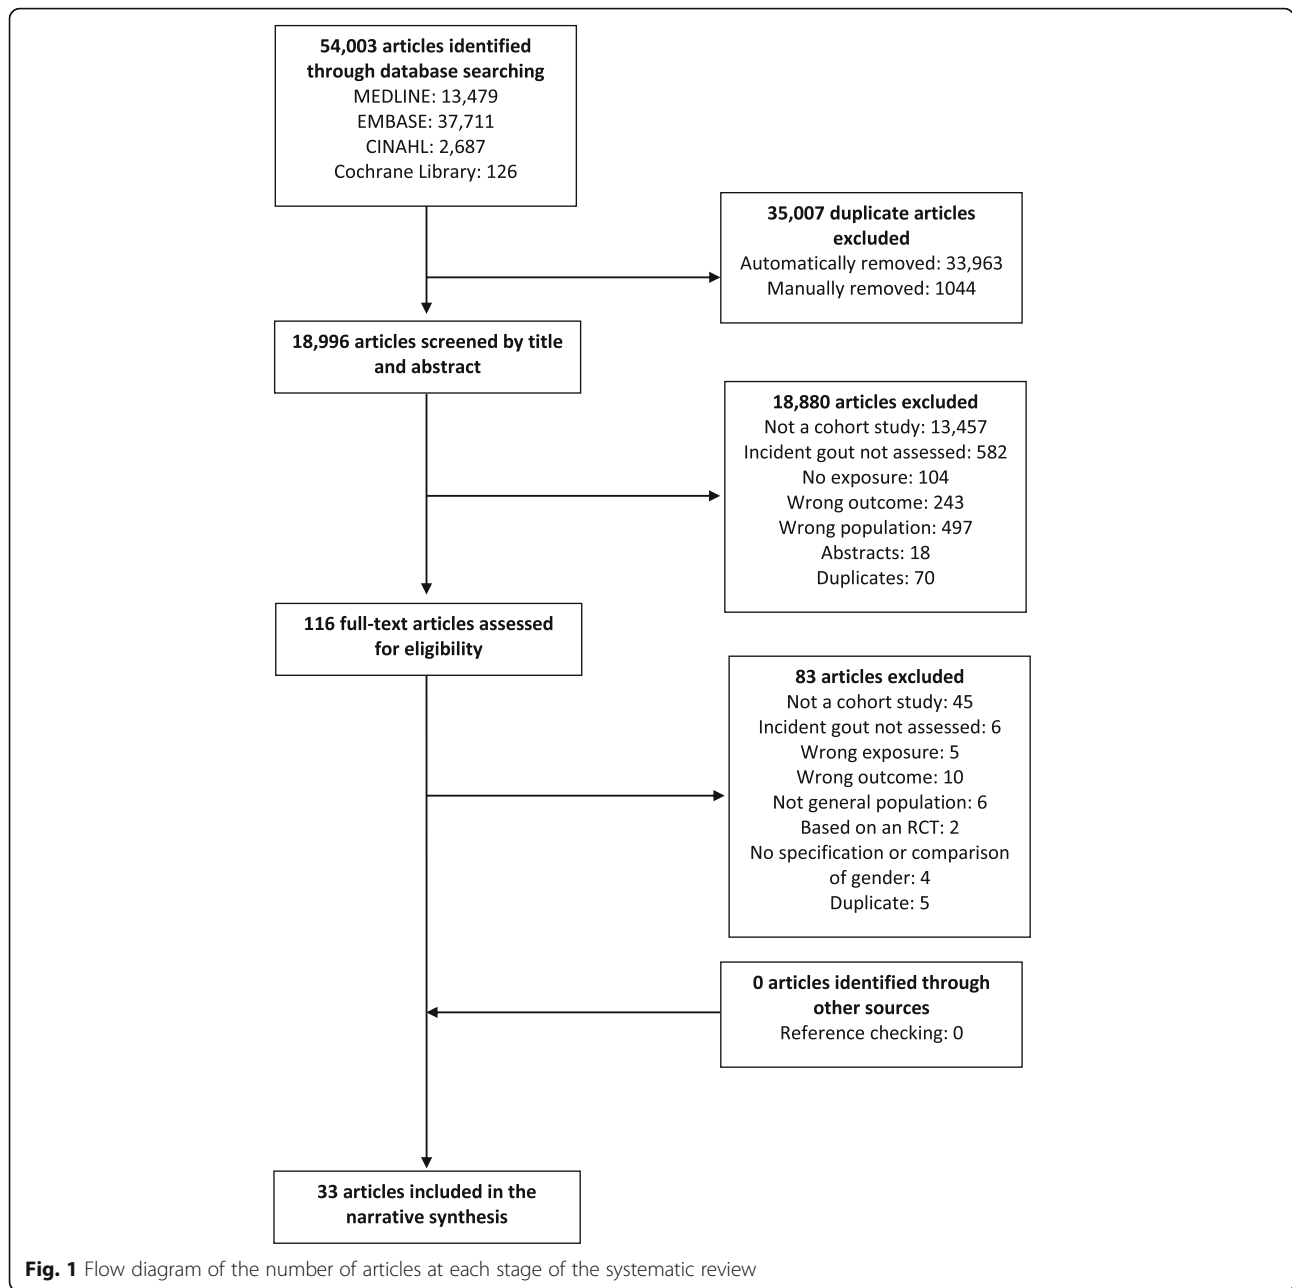 54,003 articles identified
through database searching
MEDLINE: 13,479
EMBASE: 37,711
CINAHL: 2,687
Cochrane Library: 126
35,007 duplicate articles
excluded
Automatically removed: 33,963
Manually removed: 1044
18,996 articles screened by title
and abstract
18,880 articles excluded
Not a cohort study: 13,457
Incident gout not assessed: 582
No exposure: 104
Wrong outcome: 243
Wrong population: 497
Abstracts: 18
Duplicates: 70
116 full-text articles assessed
for eligibility
83 articles excluded
Not a cohort study: 45
Incident gout not assessed: 6
Wrong exposure: 5
Wrong outcome: 10
Not general population: 6
Based on an RCT: 2
No specification or comparison
of gender: 4
Duplicate: 5
0 articles identified through
other sources
Reference checking: 0
33 articles included in the
narrative synthesis
Fig. 1 Flow diagram of the number of articles at each stage of the systematic review